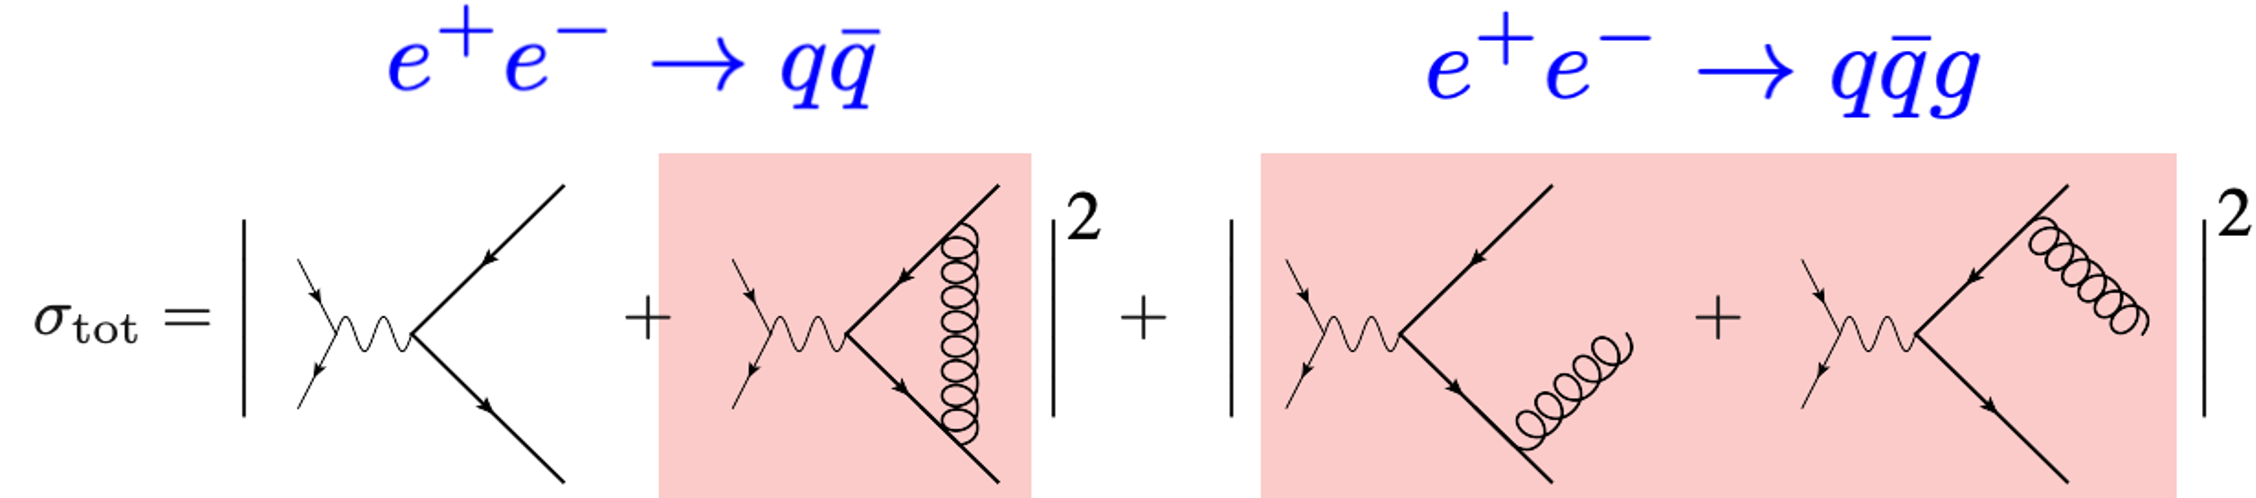 e⁺e⁻ → qq̄ e⁺e⁻ → qq̄g
σ_tot = | + |² + | + |²